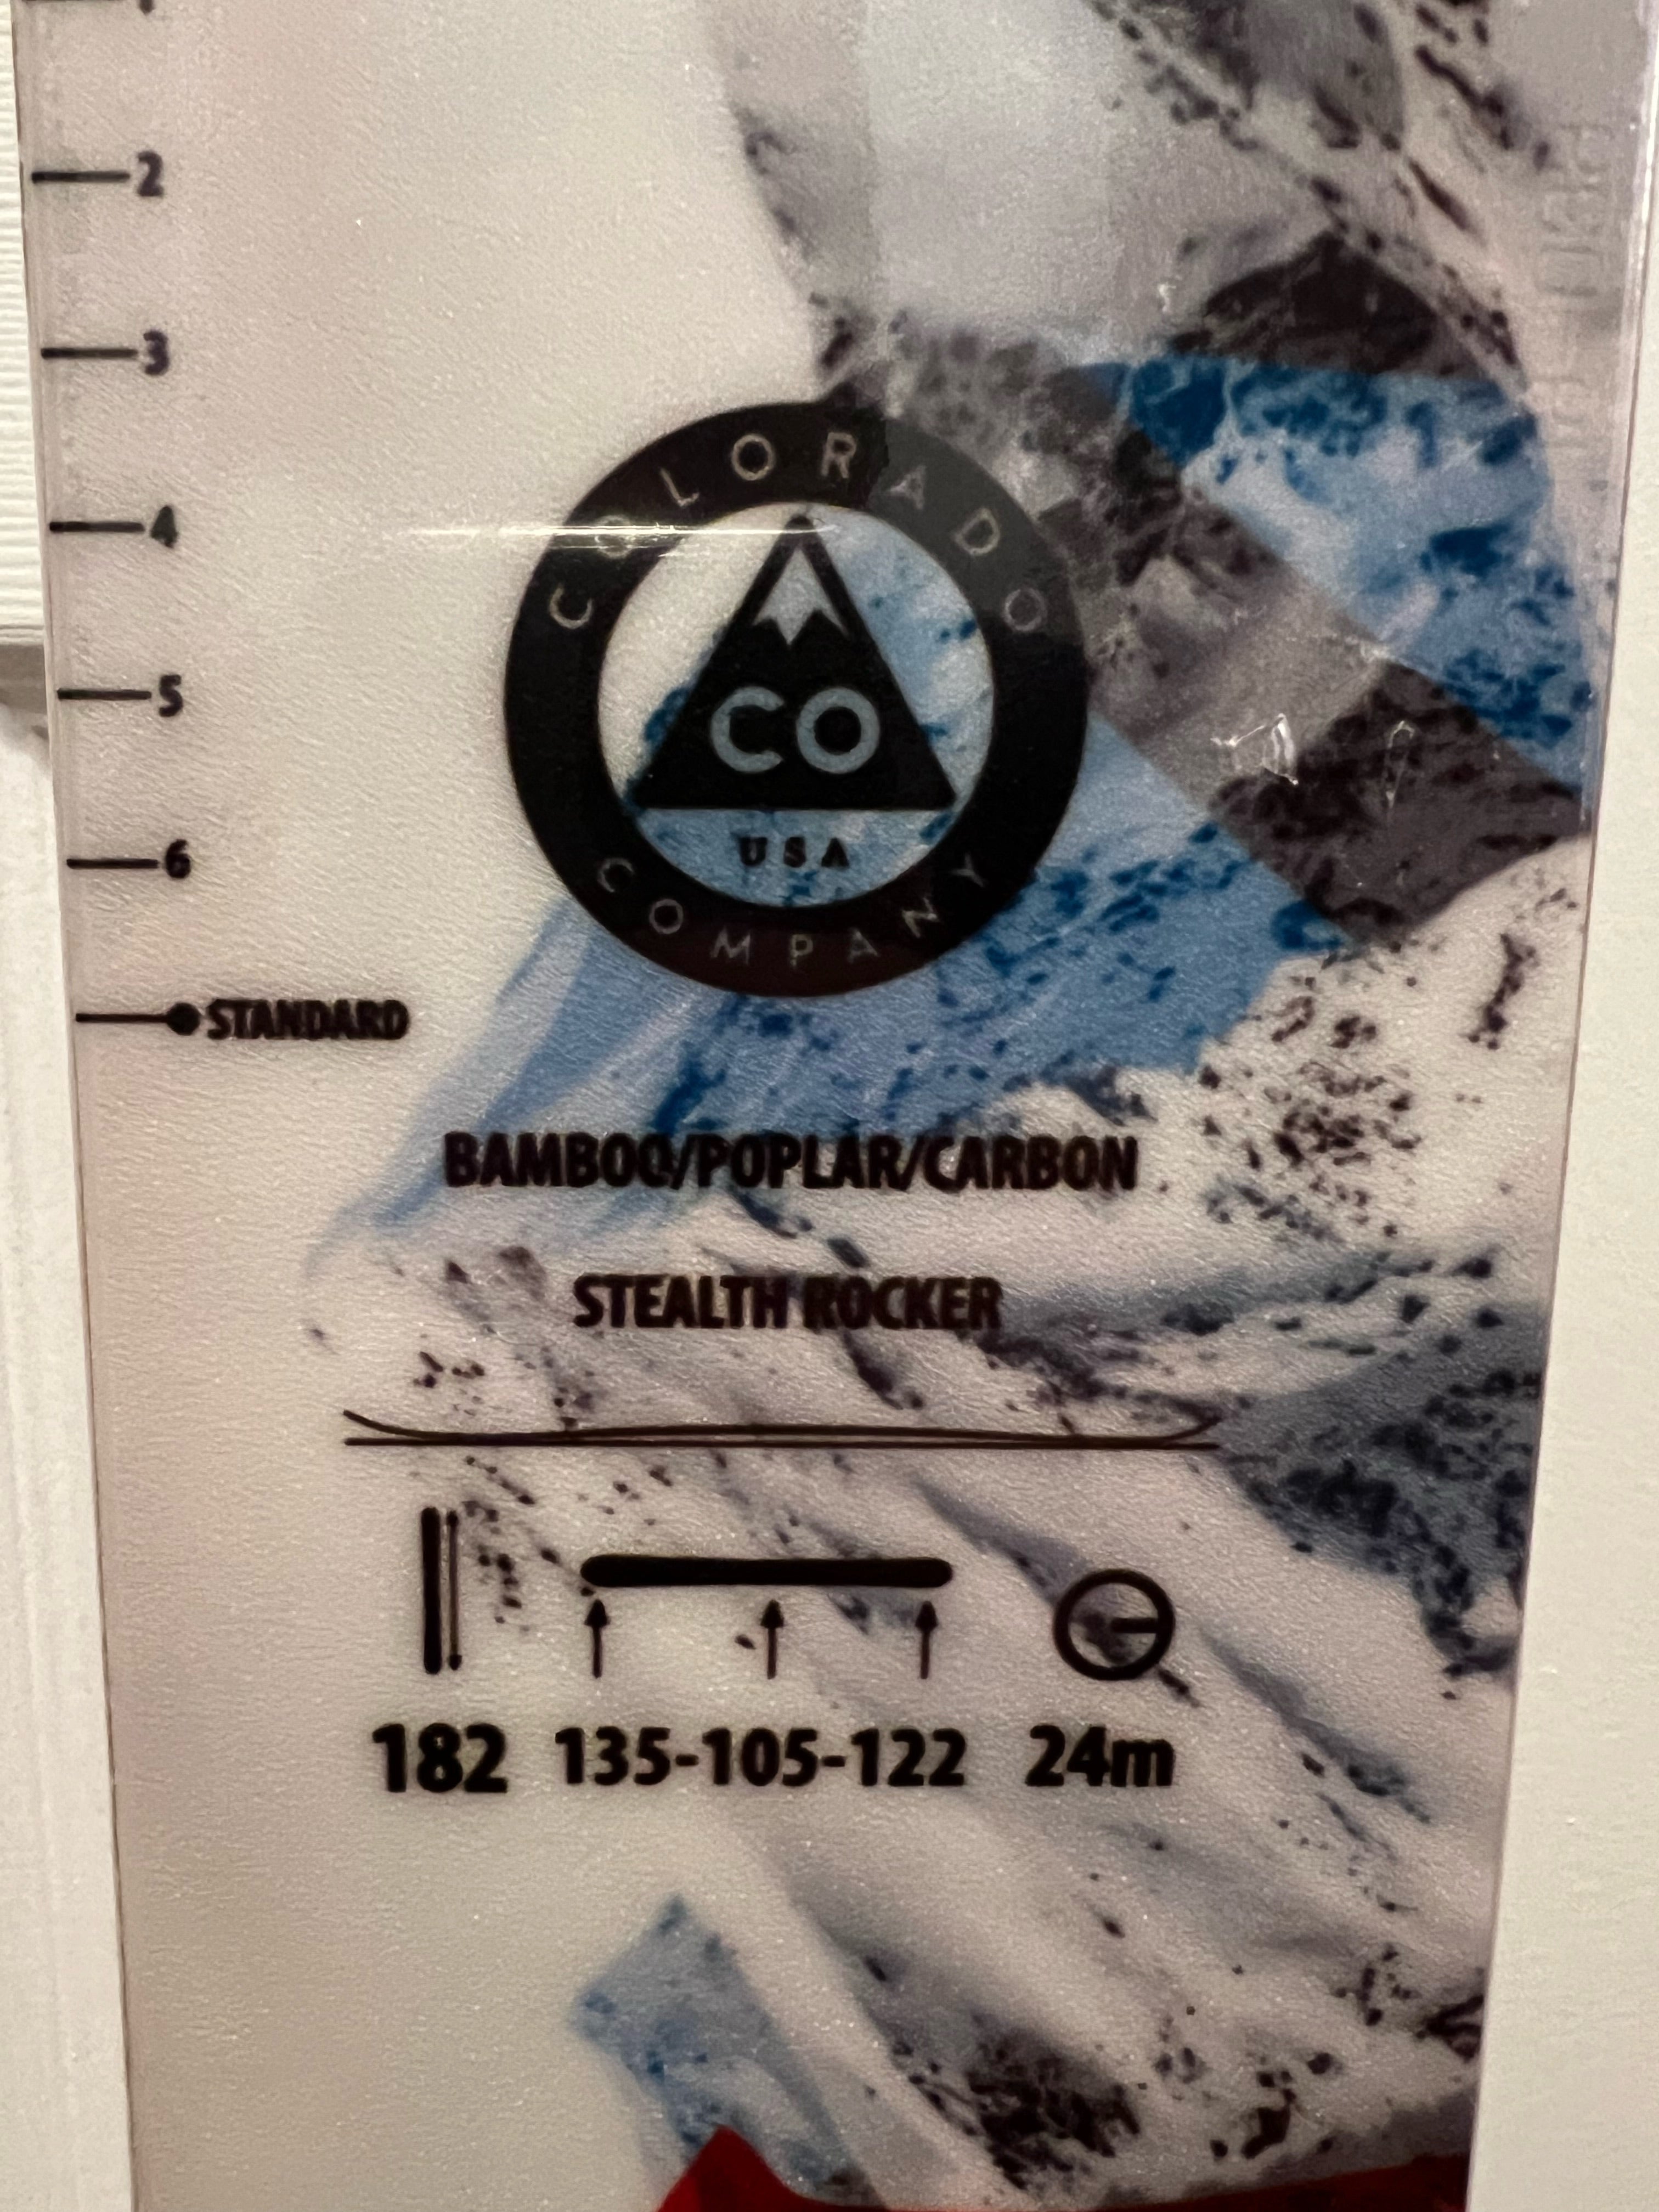 2
3
4
5
6
STANDARD
COLORADO
CO
USA
COMPANY
BAMBOO/POPLAR/CARBON
STEALTH ROCKER
182 135-105-122 24m